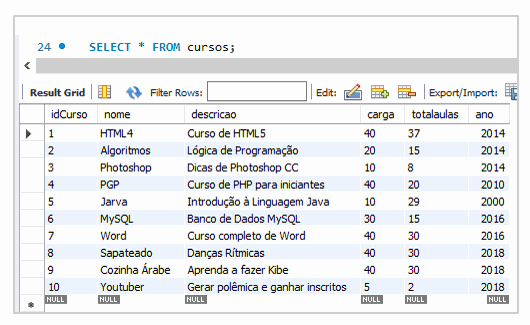 24 SELECT * FROM cursos;
Result Grid Filter Rows: Edit: Export/Import:
idCurso nome descricao carga totalaulas ano
1 HTML4 Curso de HTML5 40 37 2014
2 Algoritmos Lógica de Programação 20 15 2014
3 Photoshop Dicas de Photoshop CC 10 8 2014
4 PGP Curso de PHP para iniciantes 40 20 2010
5 Jarva Introdução à Linguagem Java 10 29 2000
6 MySQL Banco de Dados MySQL 30 15 2016
7 Word Curso completo de Word 40 30 2016
8 Sapateado Danças Rítmicas 40 30 2018
9 Cozinha Árabe Aprenda a fazer Kibe 40 30 2018
10 Youtuber Gerar polêmica e ganhar inscritos 5 2 2018
NULL NULL NULL NULL NULL NULL